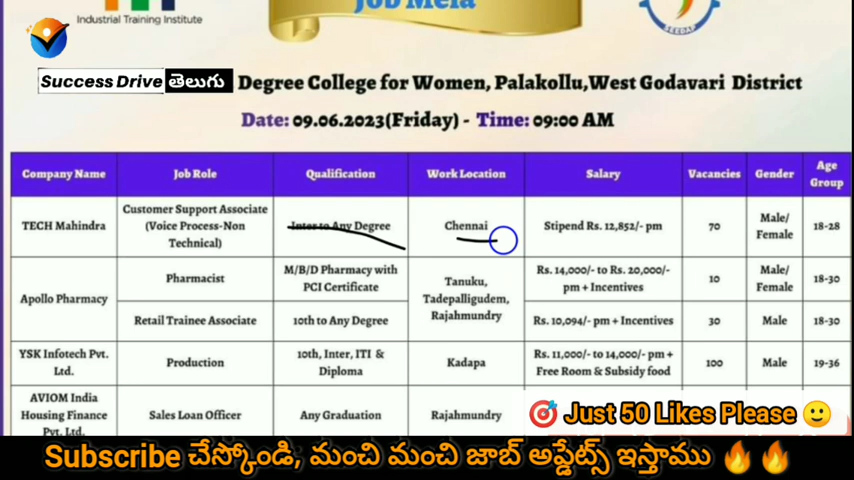 Industrial Training Institute
Job Mela
SEEDAP
Success Drive తెలుగు
Degree College for Women, Palakollu,West Godavari District
Date: 09.06.2023(Friday) - Time: 09:00 AM
Company Name Job Role Qualification Work Location Salary Vacancies Gender Age Group
TECH Mahindra
Customer Support Associate
(Voice Process-Non
Technical)
Inter to Any Degree
Chennai
Stipend Rs. 12,852/- pm
70
Male/
Female
18-28
Apollo Pharmacy
Pharmacist
M/B/D Pharmacy with
PCI Certificate
Tanuku,
Tadepalligudem,
Rajahmundry
Rs. 14,000/- to Rs. 20,000/-
pm + Incentives
10
Male/
Female
18-30
Retail Trainee Associate
10th to Any Degree
Rs. 10,094/- pm + Incentives
30
Male
18-30
YSK Infotech Pvt.
Ltd.
Production
10th, Inter, ITI &
Diploma
Kadapa
Rs. 11,000/- to 14,000/- pm +
Free Room & Subsidy food
100
Male
19-36
AVIOM India
Housing Finance
Pvt. Ltd.
Sales Loan Officer
Any Graduation
Rajahmundry
🎯 Just 50 Likes Please 🙂
Subscribe చేస్కోండి, మంచి మంచి జాబ్ అప్డేట్స్ ఇస్తాము 🔥🔥